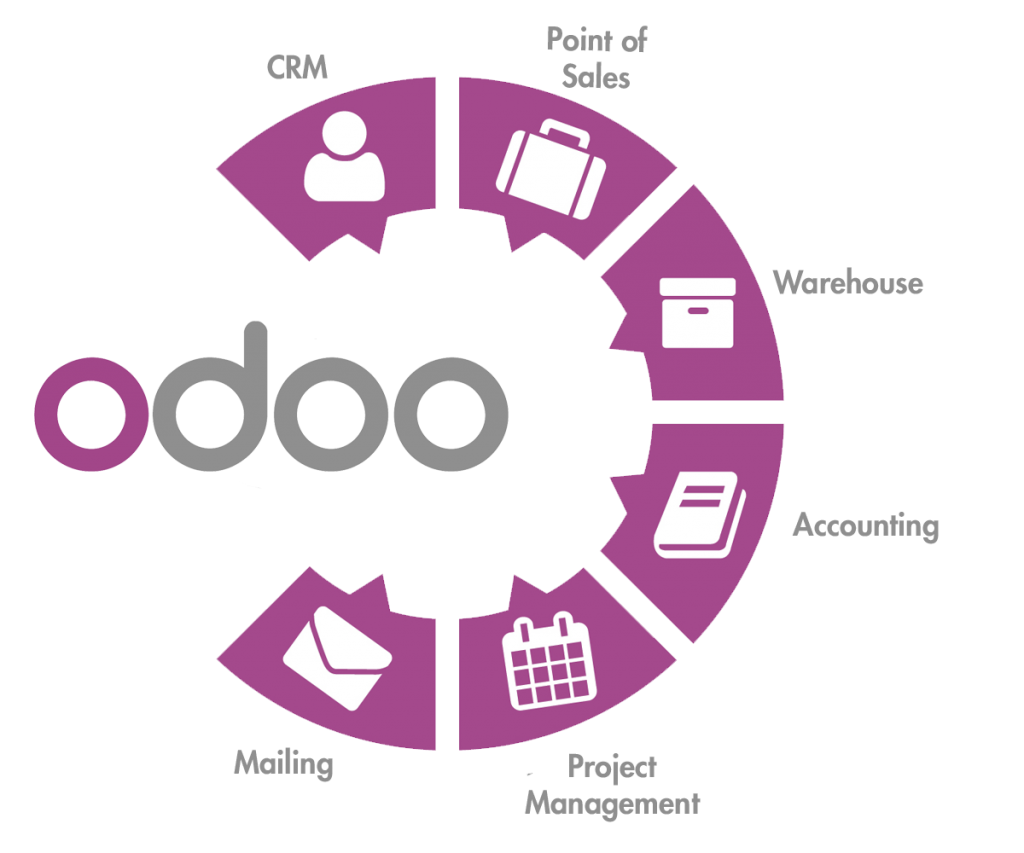 CRM
Point of
Sales
Warehouse
odoo
Accounting
Mailing
Project
Management